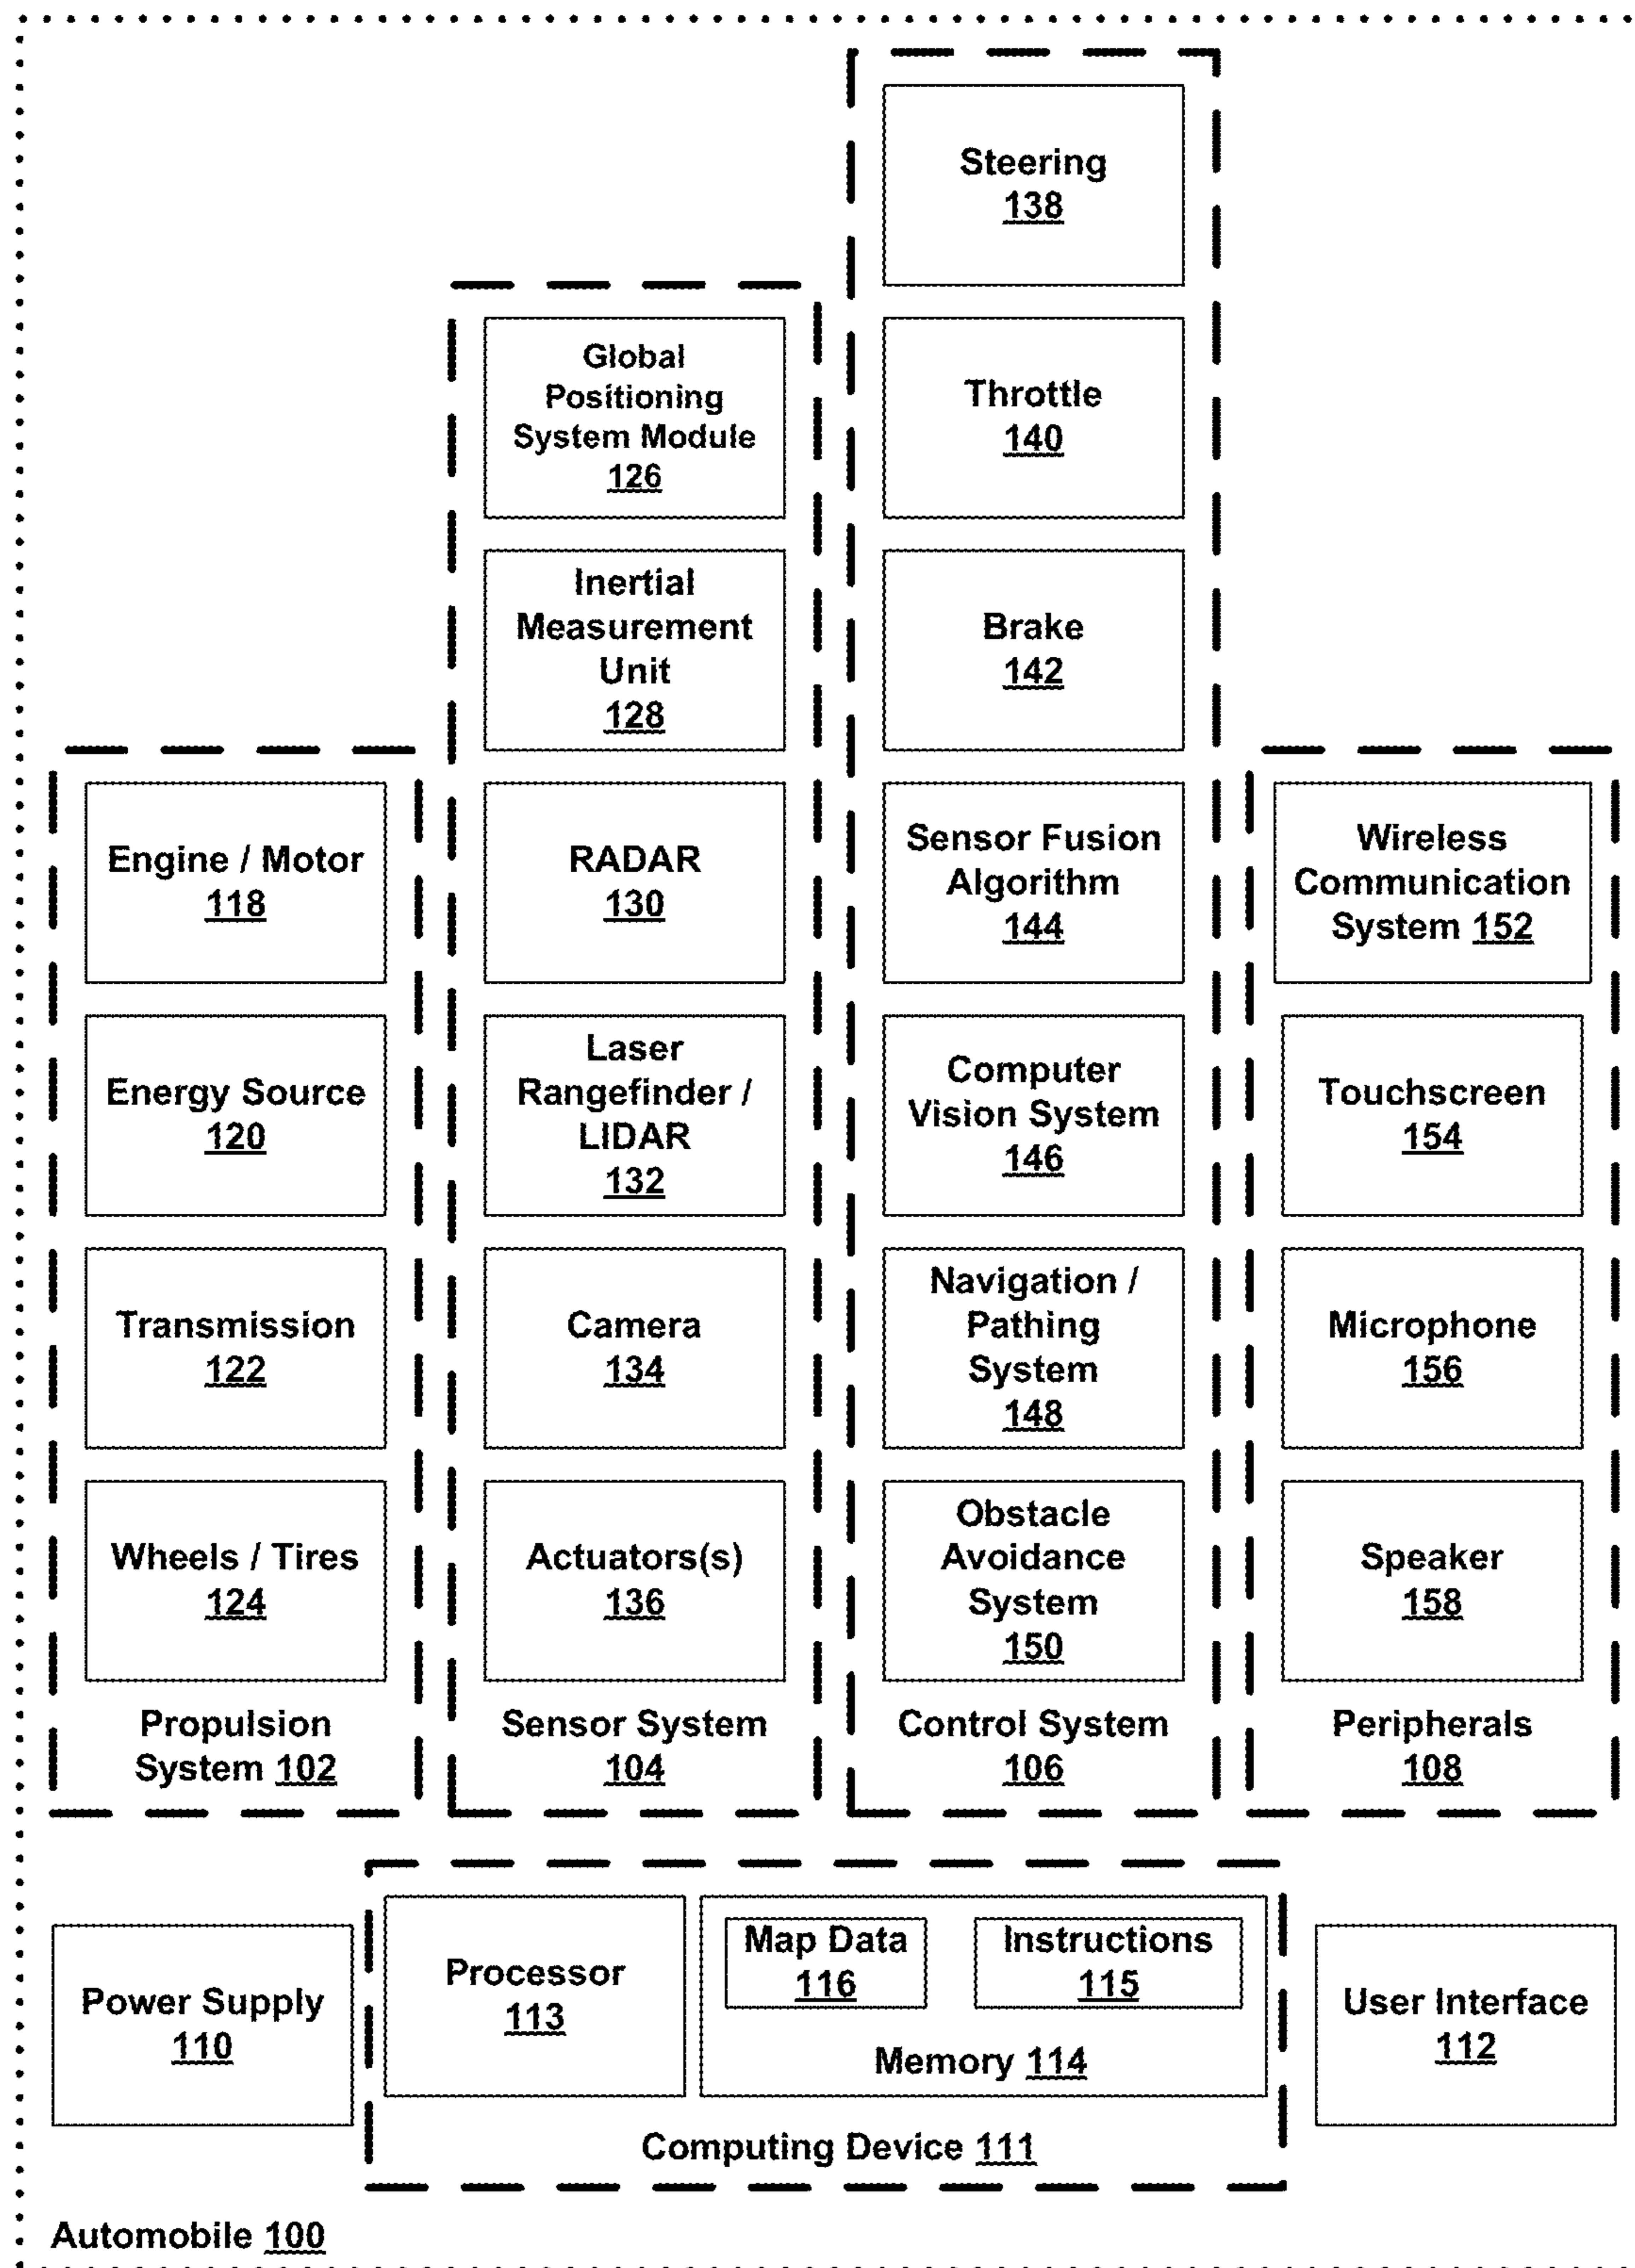 Steering
138
Global
Positioning
System Module
126
Throttle
140
Inertial
Measurement
Unit
128
Brake
142
Engine / Motor
118
RADAR
130
Sensor Fusion
Algorithm
144
Wireless
Communication
System 152
Energy Source
120
Laser
Rangefinder /
LIDAR
132
Computer
Vision System
146
Touchscreen
154
Transmission
122
Camera
134
Navigation /
Pathing
System
148
Microphone
156
Wheels / Tires
124
Actuators(s)
136
Obstacle
Avoidance
System
150
Speaker
158
Propulsion
System 102
Sensor System
104
Control System
106
Peripherals
108
Power Supply
110
Processor
113
Map Data
116
Instructions
115
Memory 114
User Interface
112
Computing Device 111
Automobile 100